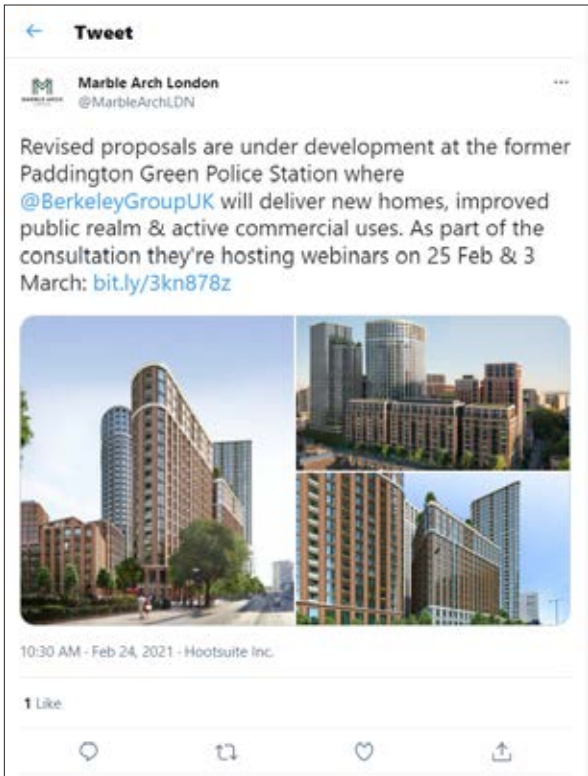 Tweet
Marble Arch London
@MarbleArchLDN
MARBLE ARCH
Revised proposals are under development at the former
Paddington Green Police Station where
@BerkeleyGroupUK will deliver new homes, improved
public realm & active commercial uses. As part of the
consultation they're hosting webinars on 25 Feb & 3
March: bit.ly/3kn878z
10:30 AM - Feb 24, 2021 - Hootsuite Inc.
1 Like